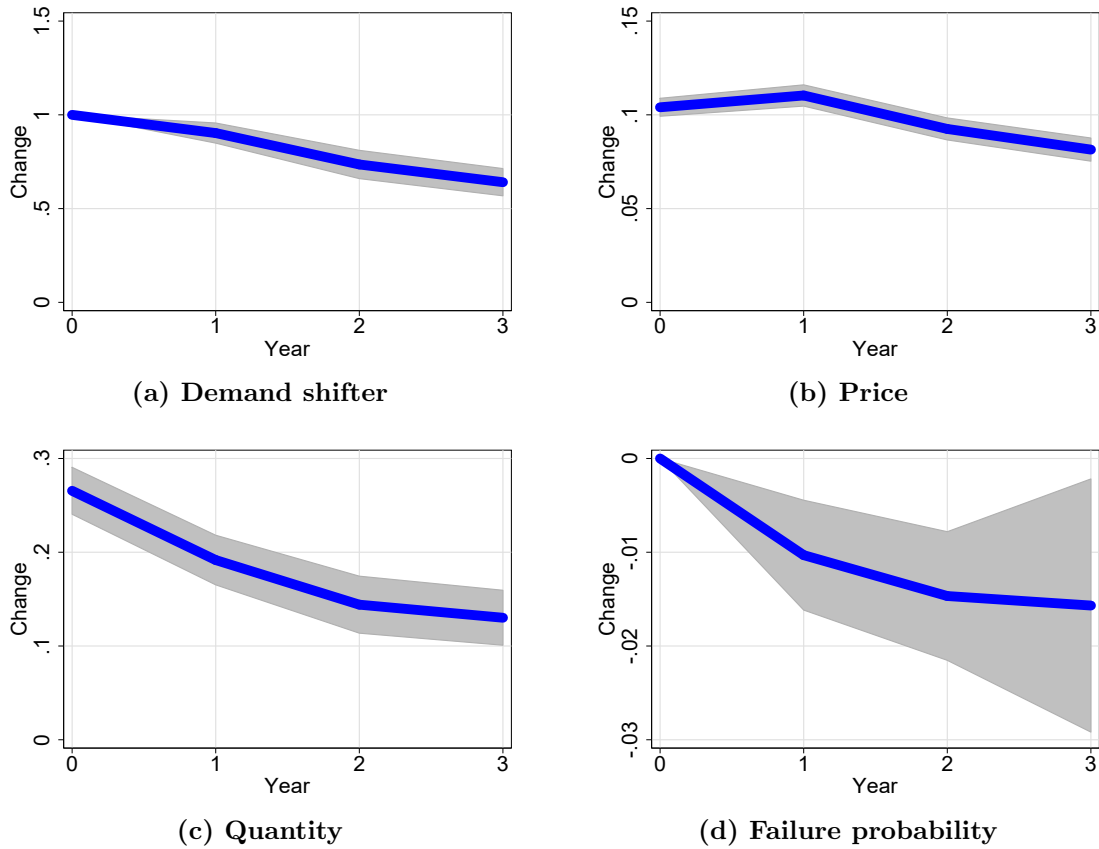 Change
1.5
1
.5
0
0 1 2 3
Year
(a) Demand shifter
Change
.15
.1
.05
0
0 1 2 3
Year
(b) Price
Change
.3
.2
.1
0
0 1 2 3
Year
(c) Quantity
Change
0
-.01
-.02
-.03
0 1 2 3
Year
(d) Failure probability